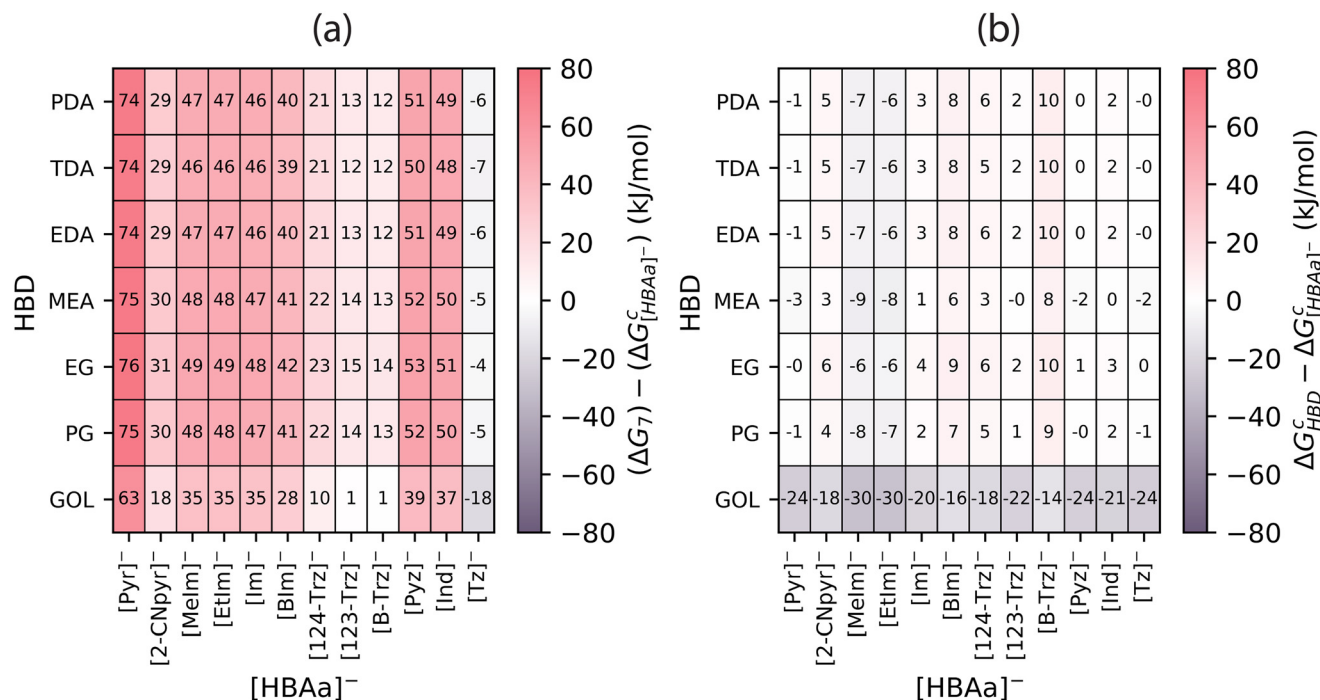 (a)
PDA 74 29 47 47 46 40 21 13 12 51 49 -6
TDA 74 29 46 46 46 39 21 12 12 50 48 -7
EDA 74 29 47 47 46 40 21 13 12 51 49 -6
MEA 75 30 48 48 47 41 22 14 13 52 50 -5
EG 76 31 49 49 48 42 23 15 14 53 51 -4
PG 75 30 48 48 47 41 22 14 13 52 50 -5
GOL 63 18 35 35 35 28 10 1 1 39 37 -18
HBD
[Pyr]⁻ [2-CNpyr]⁻ [MeIm]⁻ [EtIm]⁻ [Im]⁻ [BIm]⁻ [124-Trz]⁻ [123-Trz]⁻ [B-Trz]⁻ [Pyz]⁻ [Ind]⁻ [Tz]⁻
[HBAa]⁻
80
60
40
20
0
−20
−40
−60
−80
(ΔG₇) − (ΔGᶜ[HBAa]⁻) (kJ/mol)
(b)
PDA -1 5 -7 -6 3 8 6 2 10 0 2 -0
TDA -1 5 -7 -6 3 8 5 2 10 0 2 -0
EDA -1 5 -7 -6 3 8 6 2 10 0 2 -0
MEA -3 3 -9 -8 1 6 3 -0 8 -2 0 -2
EG -0 6 -6 -6 4 9 6 2 10 1 3 0
PG -1 4 -8 -7 2 7 5 1 9 -0 2 -1
GOL -24 -18 -30 -30 -20 -16 -18 -22 -14 -24 -21 -24
HBD
[Pyr]⁻ [2-CNpyr]⁻ [MeIm]⁻ [EtIm]⁻ [Im]⁻ [BIm]⁻ [124-Trz]⁻ [123-Trz]⁻ [B-Trz]⁻ [Pyz]⁻ [Ind]⁻ [Tz]⁻
[HBAa]⁻
80
60
40
20
0
−20
−40
−60
−80
ΔGᶜHBD − ΔGᶜ[HBAa]⁻ (kJ/mol)